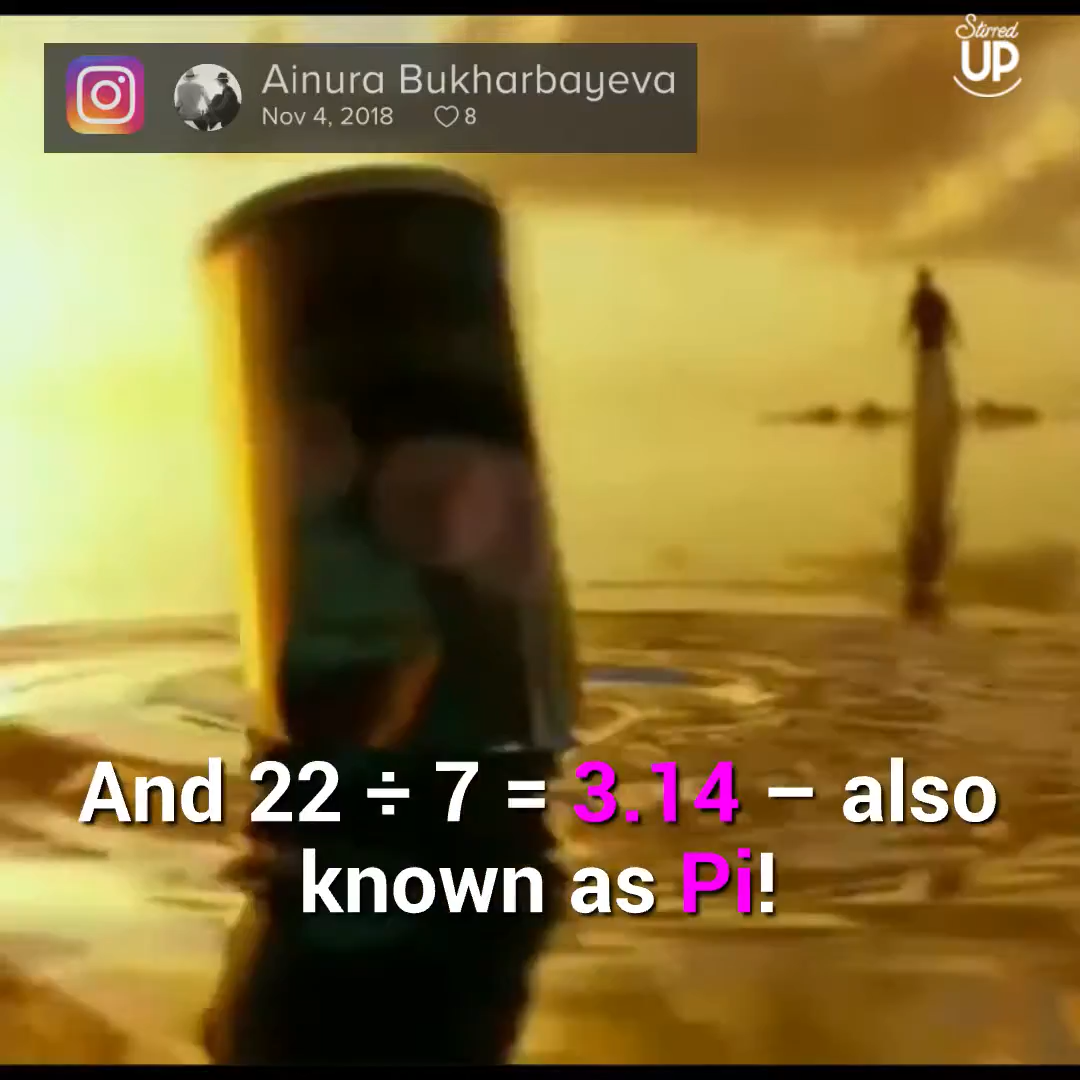 Stirred
UP
Ainura Bukharbayeva
Nov 4, 2018 8
And 22 ÷ 7 = 3.14 – also
known as Pi!